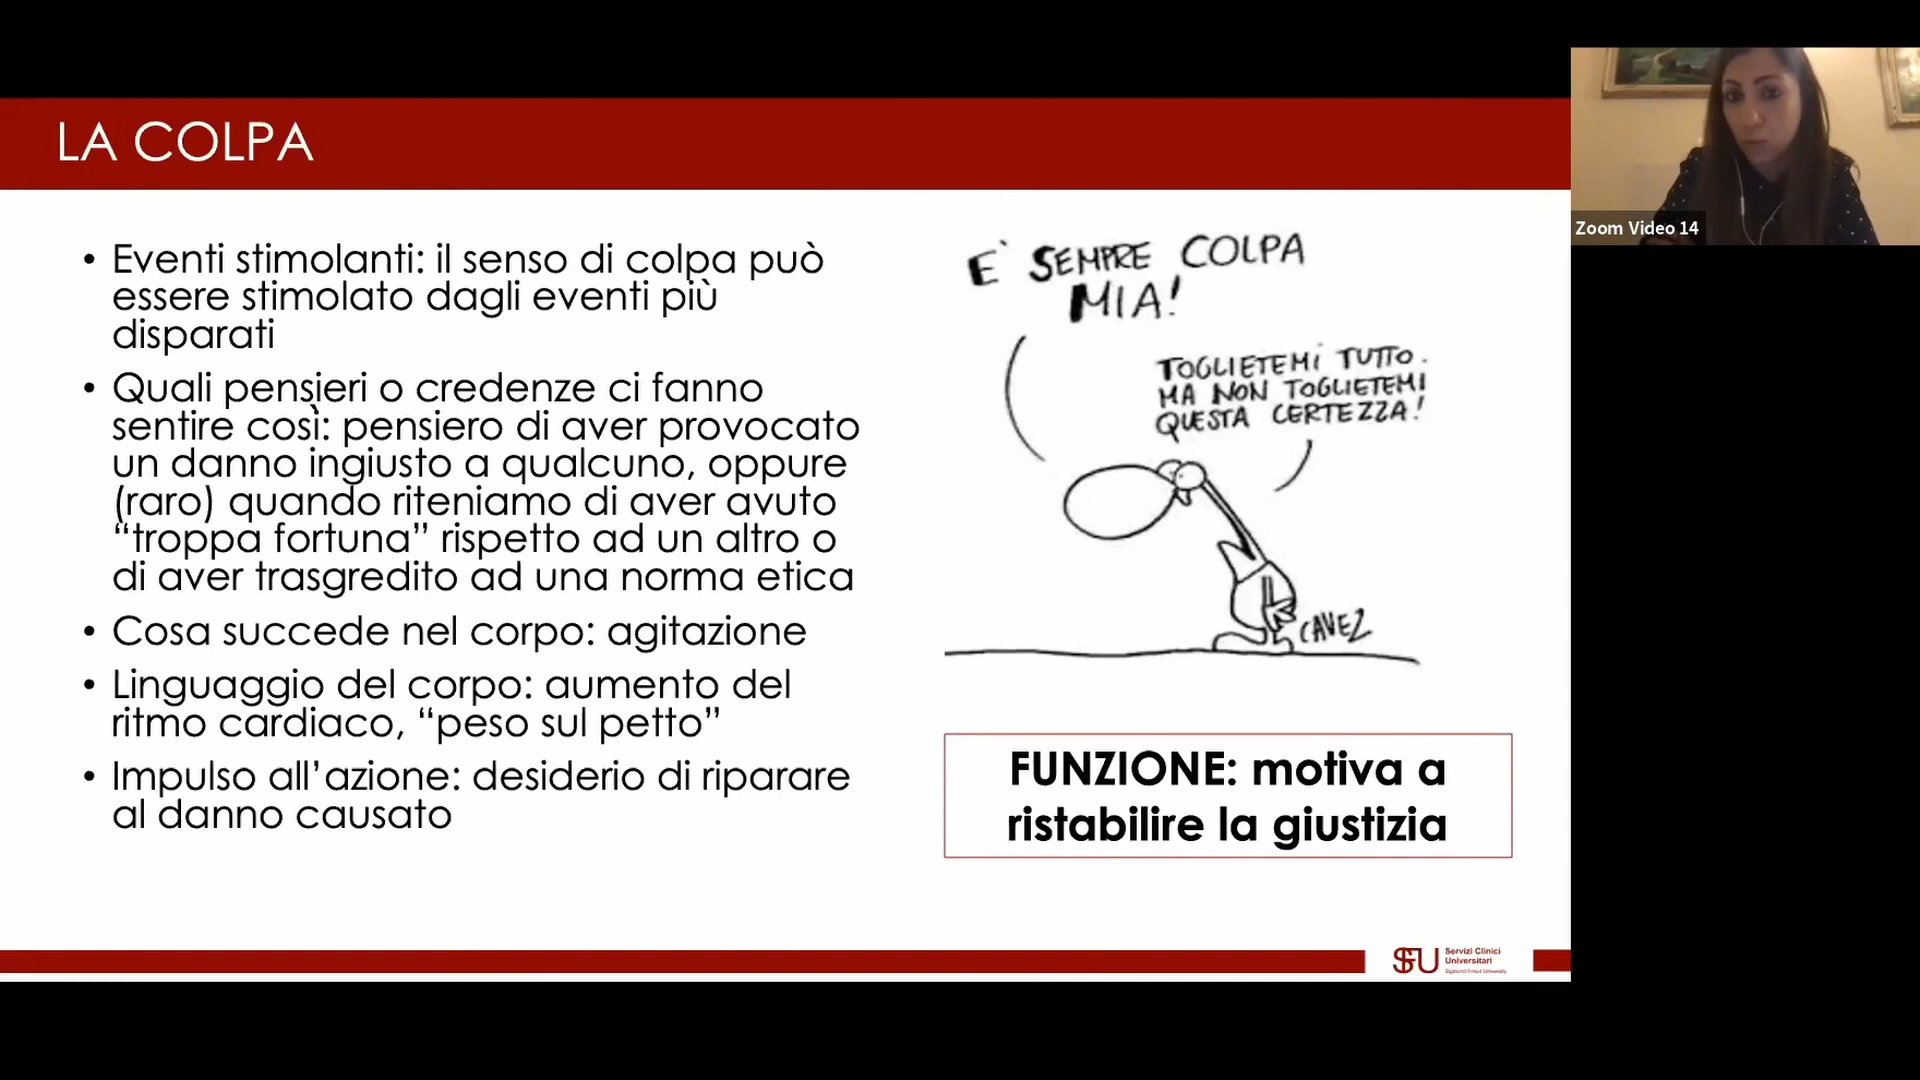 LA COLPA
Zoom Video 14
• Eventi stimolanti: il senso di colpa può
essere stimolato dagli eventi più
disparati
• Quali pensieri o credenze ci fanno
sentire così: pensiero di aver provocato
un danno ingiusto a qualcuno, oppure
(raro) quando riteniamo di aver avuto
“troppa fortuna” rispetto ad un altro o
di aver trasgredito ad una norma etica
• Cosa succede nel corpo: agitazione
• Linguaggio del corpo: aumento del
ritmo cardiaco, “peso sul petto”
• Impulso all’azione: desiderio di riparare
al danno causato
E' SEMPRE COLPA
MIA!
TOGLIETEMI TUTTO.
MA NON TOGLIETEMI
QUESTA CERTEZZA!
CAVEZ
FUNZIONE: motiva a
ristabilire la giustizia
SFU
Servizi Clinici
Universitari
Sigmund Freud University